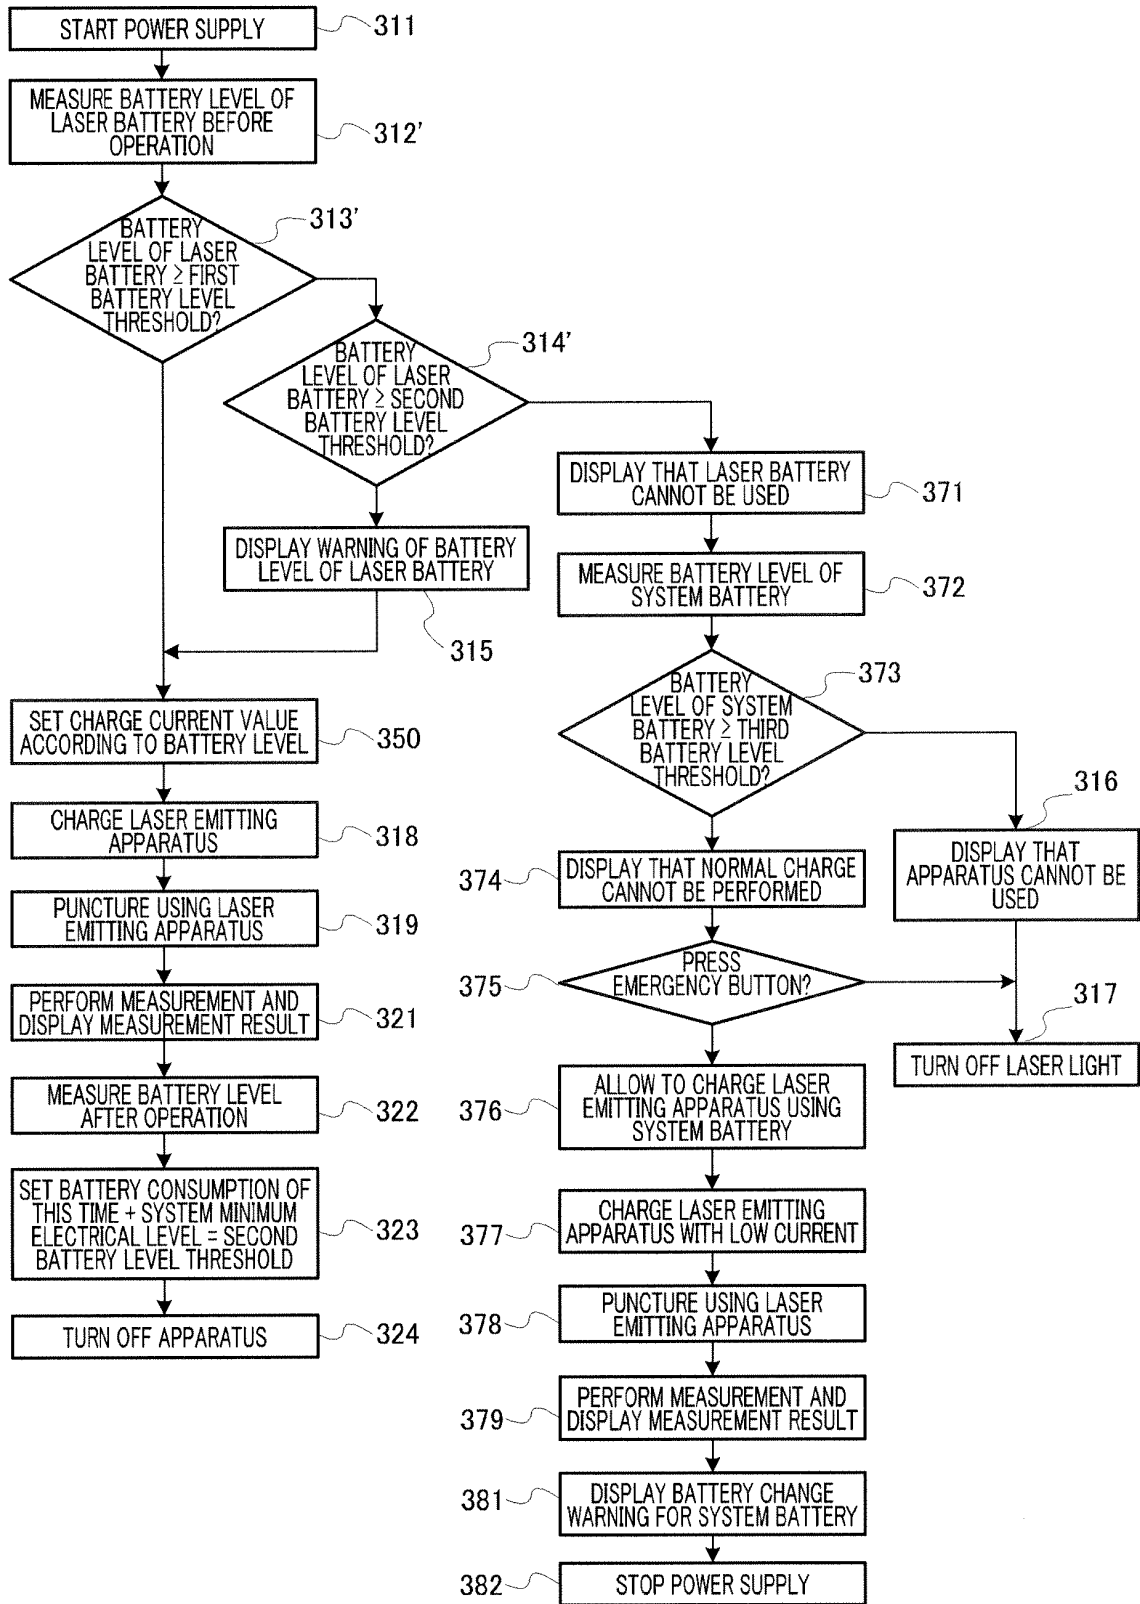 START POWER SUPPLY
311
MEASURE BATTERY LEVEL OF
LASER BATTERY BEFORE
OPERATION
312'
BATTERY
LEVEL OF LASER
BATTERY ≧ FIRST
BATTERY LEVEL
THRESHOLD?
313'
BATTERY
LEVEL OF LASER
BATTERY ≧ SECOND
BATTERY LEVEL
THRESHOLD?
314'
DISPLAY WARNING OF BATTERY
LEVEL OF LASER BATTERY
315
SET CHARGE CURRENT VALUE
ACCORDING TO BATTERY LEVEL
350
CHARGE LASER EMITTING
APPARATUS
318
PUNCTURE USING LASER
EMITTING APPARATUS
319
PERFORM MEASUREMENT AND
DISPLAY MEASUREMENT RESULT
321
MEASURE BATTERY LEVEL
AFTER OPERATION
322
SET BATTERY CONSUMPTION OF
THIS TIME + SYSTEM MINIMUM
ELECTRICAL LEVEL = SECOND
BATTERY LEVEL THRESHOLD
323
TURN OFF APPARATUS
324
DISPLAY THAT LASER BATTERY
CANNOT BE USED
371
MEASURE BATTERY LEVEL OF
SYSTEM BATTERY
372
BATTERY
LEVEL OF SYSTEM
BATTERY ≧ THIRD
BATTERY LEVEL
THRESHOLD?
373
316
DISPLAY THAT
APPARATUS CANNOT BE
USED
374
DISPLAY THAT NORMAL CHARGE
CANNOT BE PERFORMED
375
PRESS
EMERGENCY BUTTON?
317
TURN OFF LASER LIGHT
376
ALLOW TO CHARGE LASER
EMITTING APPARATUS USING
SYSTEM BATTERY
377
CHARGE LASER EMITTING
APPARATUS WITH LOW CURRENT
378
PUNCTURE USING LASER
EMITTING APPARATUS
379
PERFORM MEASUREMENT AND
DISPLAY MEASUREMENT RESULT
381
DISPLAY BATTERY CHANGE
WARNING FOR SYSTEM BATTERY
382
STOP POWER SUPPLY